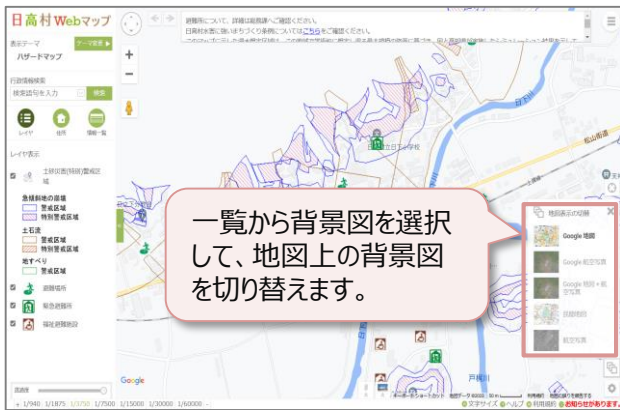 日高村 Webマップ
表示テーマ
テーマ変更 ▶
ハザードマップ
行政情報検索
検索語句を入力
検索
レイヤ
住所
情報一覧
レイヤ表示
土砂災害(特別)警戒区域
急傾斜地の崩壊
警戒区域
特別警戒区域
土石流
警戒区域
特別警戒区域
地すべり
警戒区域
避難場所
緊急避難所
福祉避難施設
透過度
1/940 1/1875 1/3750 1/7500 1/15000 1/30000 1/60000
避難所について、詳細は総務課へご確認ください。
日高村水害に強いまちづくり条例についてはこちらをご確認ください。
日下川
松山街道
一覧から背景図を選択
して、地図上の背景図
を切り替えます。
地図表示の切替
Google 地図
Google 航空写真
Google 地図+航空写真
航空写真
戸梶川
Google
文字サイズ
ヘルプ
利用規約
お知らせがあります。